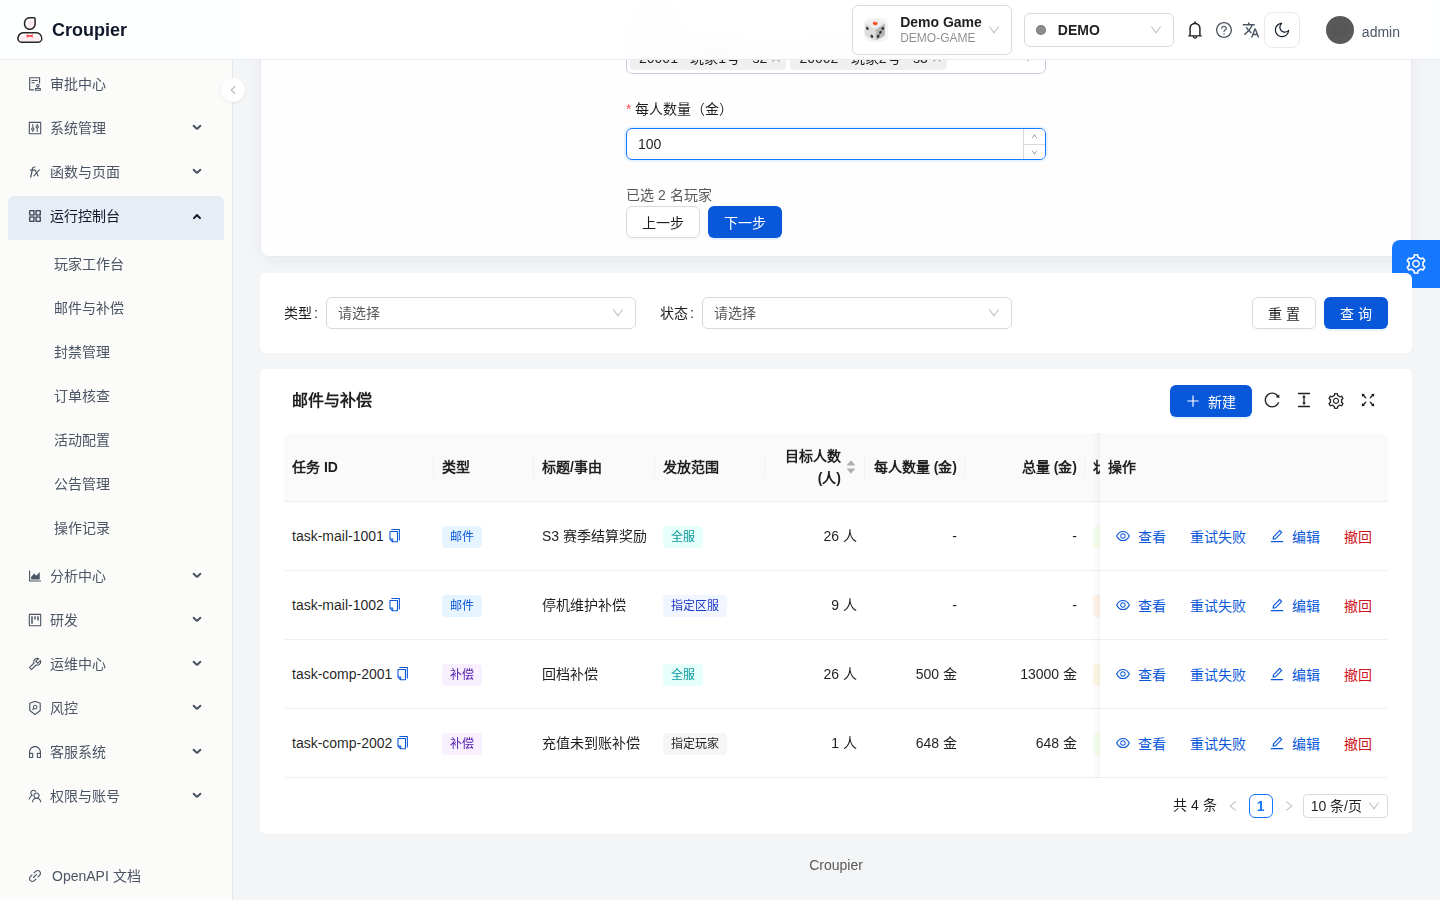 Croupier
Demo Game
DEMO-GAME
DEMO
admin
审批中心
系统管理
函数与页面
运行控制台
玩家工作台
邮件与补偿
封禁管理
订单核查
活动配置
公告管理
操作记录
分析中心
研发
运维中心
风控
客服系统
权限与账号
OpenAPI 文档
* 每人数量（金）
100
已选 2 名玩家
上一步 下一步
类型: 请选择 状态: 请选择 重 置 查 询
邮件与补偿 新建
任务 ID 类型 标题/事由 发放范围 目标人数 (人) 每人数量 (金) 总量 (金) 操作
task-mail-1001 邮件 S3 赛季结算奖励 全服 26 人 - - 查看 重试失败 编辑 撤回
task-mail-1002 邮件 停机维护补偿 指定区服 9 人 - - 查看 重试失败 编辑 撤回
task-comp-2001 补偿 回档补偿 全服 26 人 500 金 13000 金 查看 重试失败 编辑 撤回
task-comp-2002 补偿 充值未到账补偿 指定玩家 1 人 648 金 648 金 查看 重试失败 编辑 撤回
共 4 条 1 10 条/页
Croupier